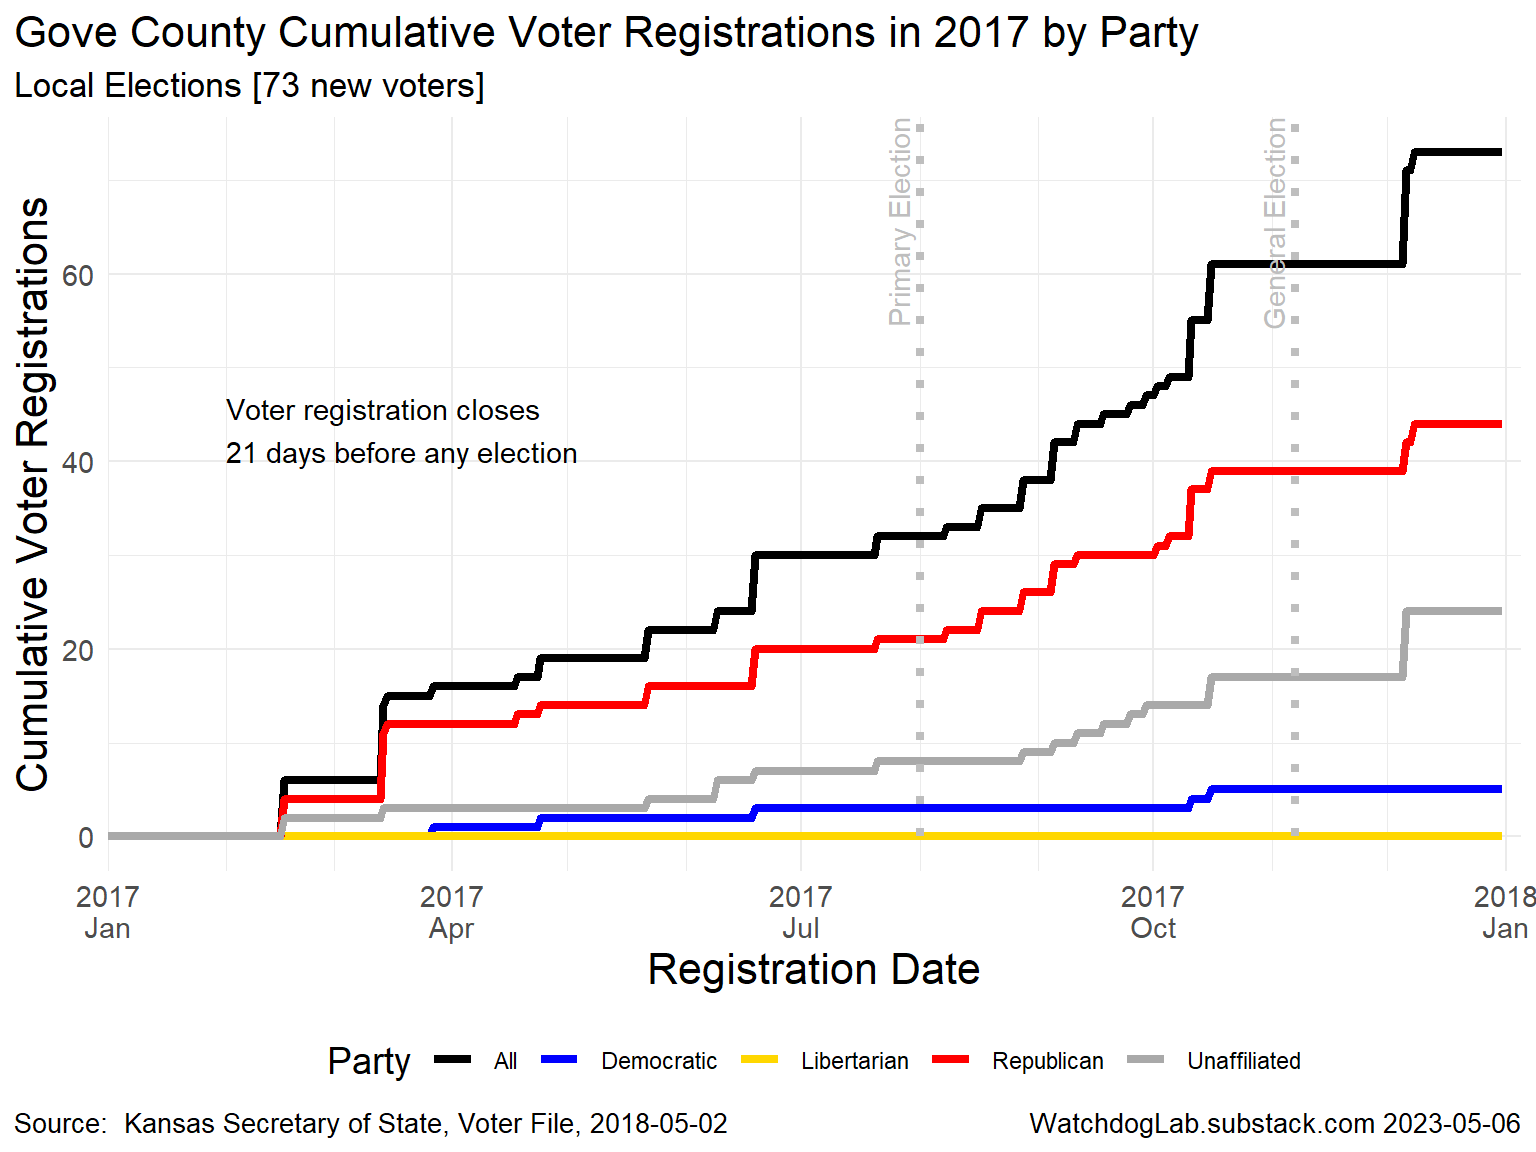 Gove County Cumulative Voter Registrations in 2017 by Party
Local Elections [73 new voters]
Cumulative Voter Registrations
60
40
20
0
Primary Election
General Election
Voter registration closes
21 days before any election
2017
Jan
2017
Apr
2017
Jul
2017
Oct
2018
Jan
Registration Date
Party All Democratic Libertarian Republican Unaffiliated
Source:  Kansas Secretary of State, Voter File, 2018-05-02
WatchdogLab.substack.com 2023-05-06